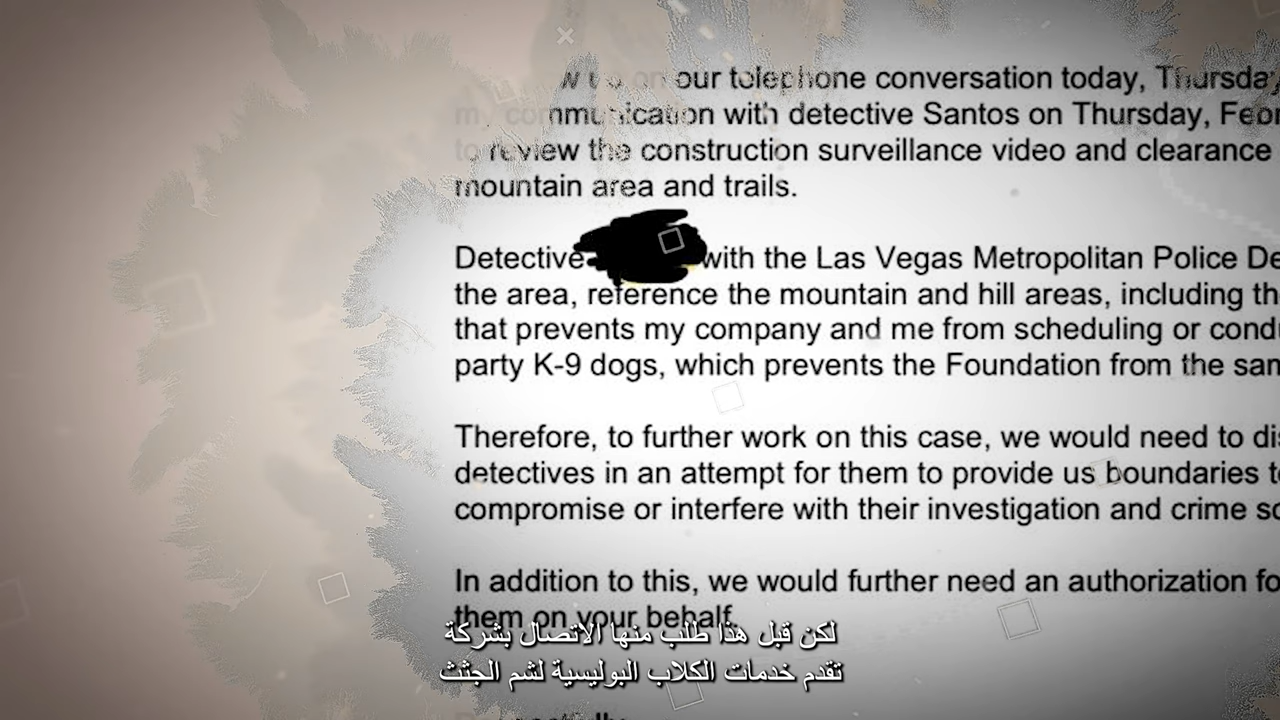 our telephone conversation today, Thursday
communication with detective Santos on Thursday,
to review the construction surveillance video and clearance
mountain area and trails.
Detective with the Las Vegas Metropolitan Police
the area, reference the mountain and hill areas, including
that prevents my company and me from scheduling or
party K-9 dogs, which prevents the Foundation from the
Therefore, to further work on this case, we would need to
detectives in an attempt for them to provide us boundaries
compromise or interfere with their investigation and crime
In addition to this, we would further need an authorization
them on your behalf.
لكن قبل هذا طلب منها الاتصال بشركة
تقدم خدمات الكلاب البوليسية لشم الجثث